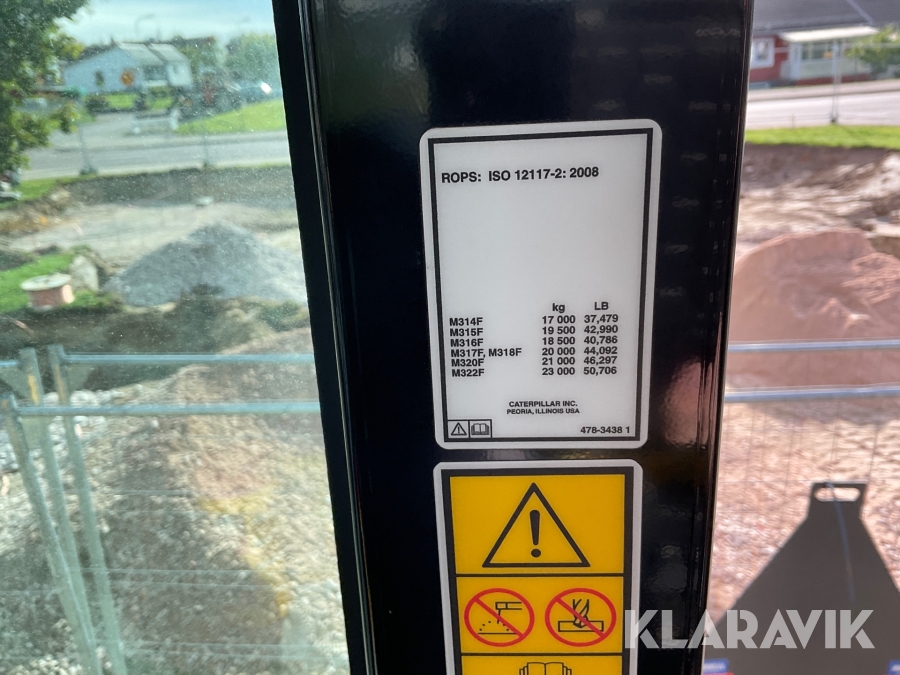 ROPS: ISO 12117-2: 2008
kg LB
M314F 17 000 37,479
M315F 19 500 42,990
M316F 18 500 40,786
M317F, M318F 20 000 44,092
M320F 21 000 46,297
M322F 23 000 50,706
CATERPILLAR INC.
PEORIA, ILLINOIS USA
478-3438 1
KLARAVIK